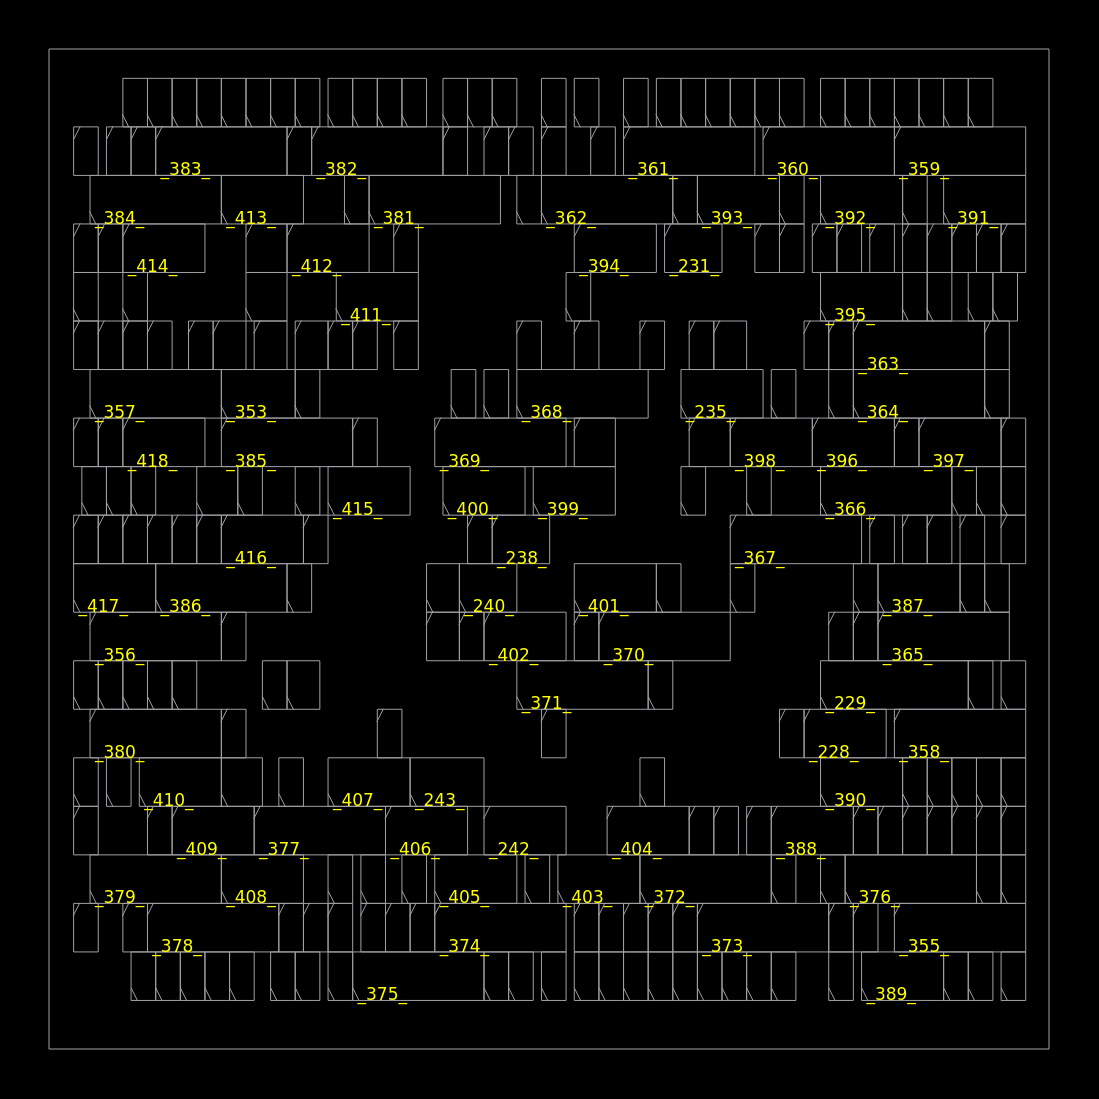 _383_ _382_ _361_ _360_ _359_
_384_ _413_ _381_ _362_ _393_ _392_ _391_
_414_ _412_ _394_ _231_
_411_ _395_
_363_
_357_ _353_ _368_ _235_ _364_
_418_ _385_ _369_ _398_ _396_ _397_
_415_ _400_ _399_ _366_
_416_ _238_ _367_
_417_ _386_ _240_ _401_ _387_
_356_ _402_ _370_ _365_
_371_ _229_
_380_ _228_ _358_
_410_ _407_ _243_ _390_
_409_ _377_ _406_ _242_ _404_ _388_
_379_ _408_ _405_ _403_ _372_ _376_
_378_ _374_ _373_ _355_
_375_ _389_